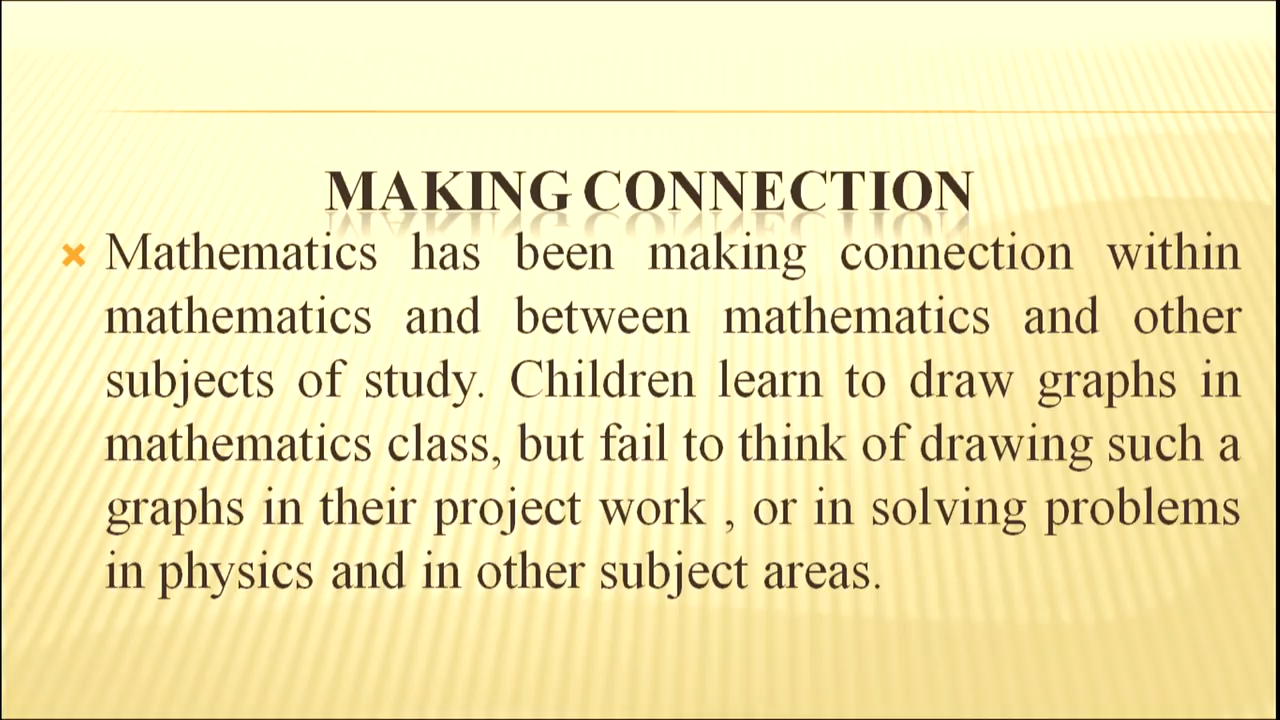 MAKING CONNECTION
Mathematics has been making connection within
mathematics and between mathematics and other
subjects of study. Children learn to draw graphs in
mathematics class, but fail to think of drawing such a
graphs in their project work , or in solving problems
in physics and in other subject areas.